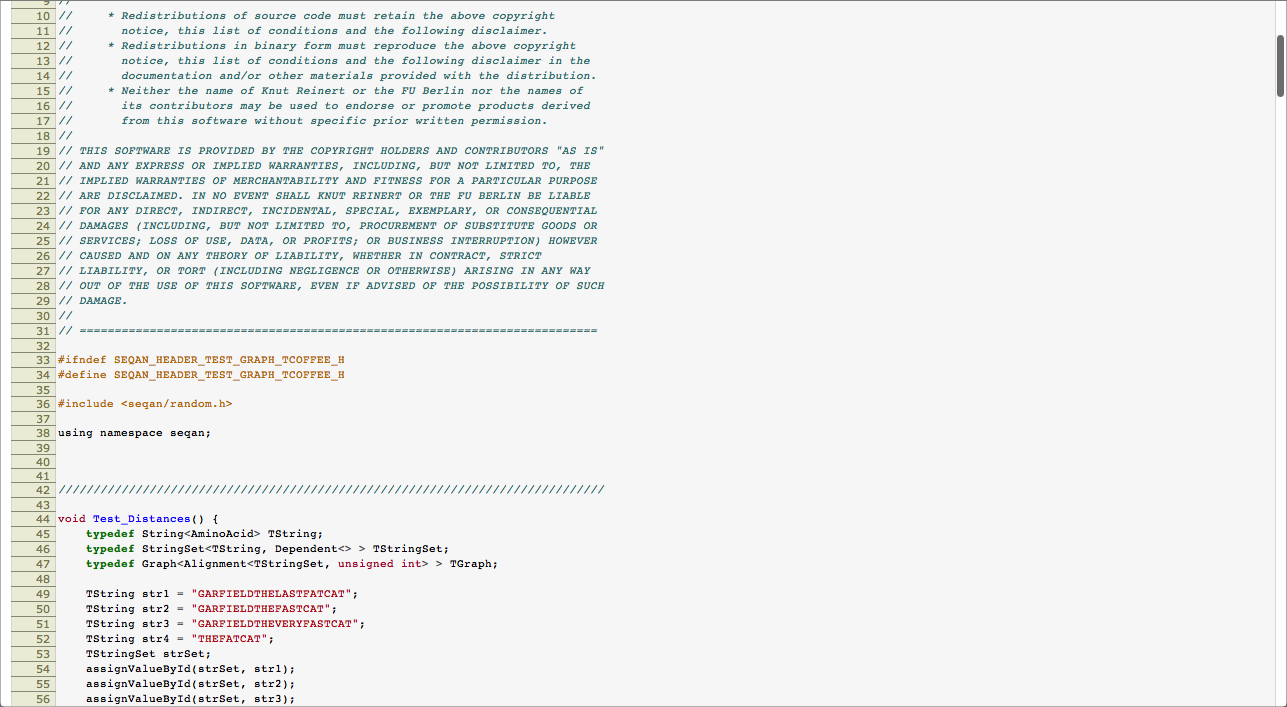 9 //
10 //      * Redistributions of source code must retain the above copyright
11 //        notice, this list of conditions and the following disclaimer.
12 //      * Redistributions in binary form must reproduce the above copyright
13 //        notice, this list of conditions and the following disclaimer in the
14 //        documentation and/or other materials provided with the distribution.
15 //      * Neither the name of Knut Reinert or the FU Berlin nor the names of
16 //        its contributors may be used to endorse or promote products derived
17 //        from this software without specific prior written permission.
18 //
19 // THIS SOFTWARE IS PROVIDED BY THE COPYRIGHT HOLDERS AND CONTRIBUTORS "AS IS"
20 // AND ANY EXPRESS OR IMPLIED WARRANTIES, INCLUDING, BUT NOT LIMITED TO, THE
21 // IMPLIED WARRANTIES OF MERCHANTABILITY AND FITNESS FOR A PARTICULAR PURPOSE
22 // ARE DISCLAIMED. IN NO EVENT SHALL KNUT REINERT OR THE FU BERLIN BE LIABLE
23 // FOR ANY DIRECT, INDIRECT, INCIDENTAL, SPECIAL, EXEMPLARY, OR CONSEQUENTIAL
24 // DAMAGES (INCLUDING, BUT NOT LIMITED TO, PROCUREMENT OF SUBSTITUTE GOODS OR
25 // SERVICES; LOSS OF USE, DATA, OR PROFITS; OR BUSINESS INTERRUPTION) HOWEVER
26 // CAUSED AND ON ANY THEORY OF LIABILITY, WHETHER IN CONTRACT, STRICT
27 // LIABILITY, OR TORT (INCLUDING NEGLIGENCE OR OTHERWISE) ARISING IN ANY WAY
28 // OUT OF THE USE OF THIS SOFTWARE, EVEN IF ADVISED OF THE POSSIBILITY OF SUCH
29 // DAMAGE.
30 //
31 // ==========================================================================
32
33 #ifndef SEQAN_HEADER_TEST_GRAPH_TCOFFEE_H
34 #define SEQAN_HEADER_TEST_GRAPH_TCOFFEE_H
35
36 #include <seqan/random.h>
37
38 using namespace seqan;
39
40
41
42 //////////////////////////////////////////////////////////////////////////////
43
44 void Test_Distances() {
45     typedef String<AminoAcid> TString;
46     typedef StringSet<TString, Dependent<> > TStringSet;
47     typedef Graph<Alignment<TStringSet, unsigned int> > TGraph;
48
49     TString str1 = "GARFIELDTHELASTFATCAT";
50     TString str2 = "GARFIELDTHEFASTCAT";
51     TString str3 = "GARFIELDTHEVERYFASTCAT";
52     TString str4 = "THEFATCAT";
53     TStringSet strSet;
54     assignValueById(strSet, str1);
55     assignValueById(strSet, str2);
56     assignValueById(strSet, str3);